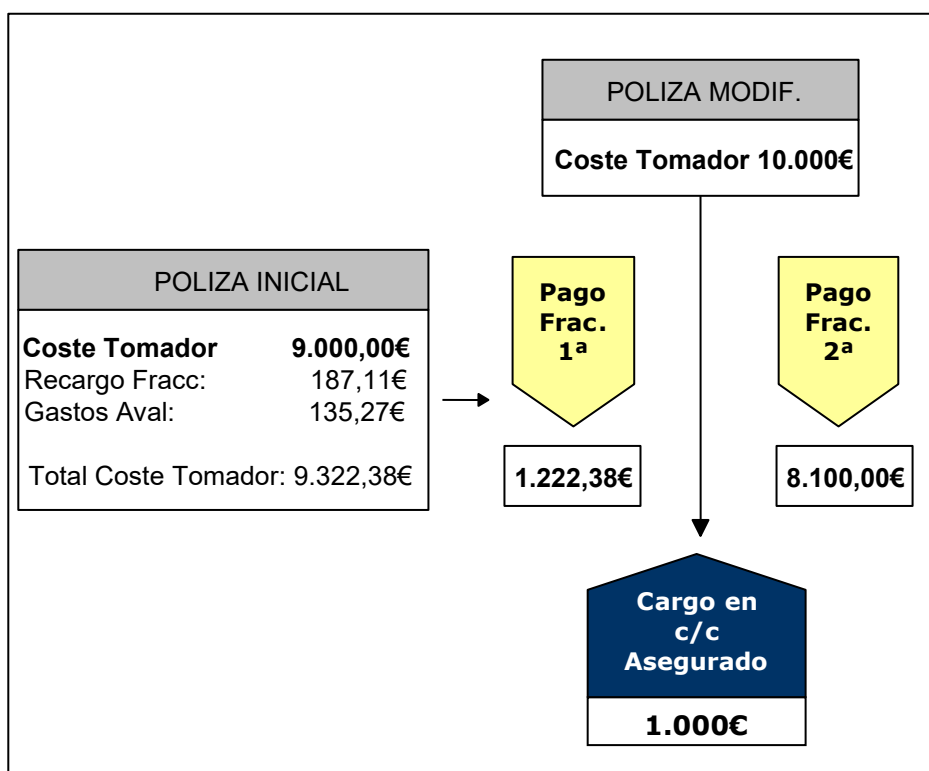 POLIZA MODIF.
Coste Tomador 10.000€
POLIZA INICIAL
Coste Tomador 9.000,00€
Recargo Fracc: 187,11€
Gastos Aval: 135,27€
Total Coste Tomador: 9.322,38€
Pago
Frac.
1ª
1.222,38€
Pago
Frac.
2ª
8.100,00€
Cargo en
c/c
Asegurado
1.000€